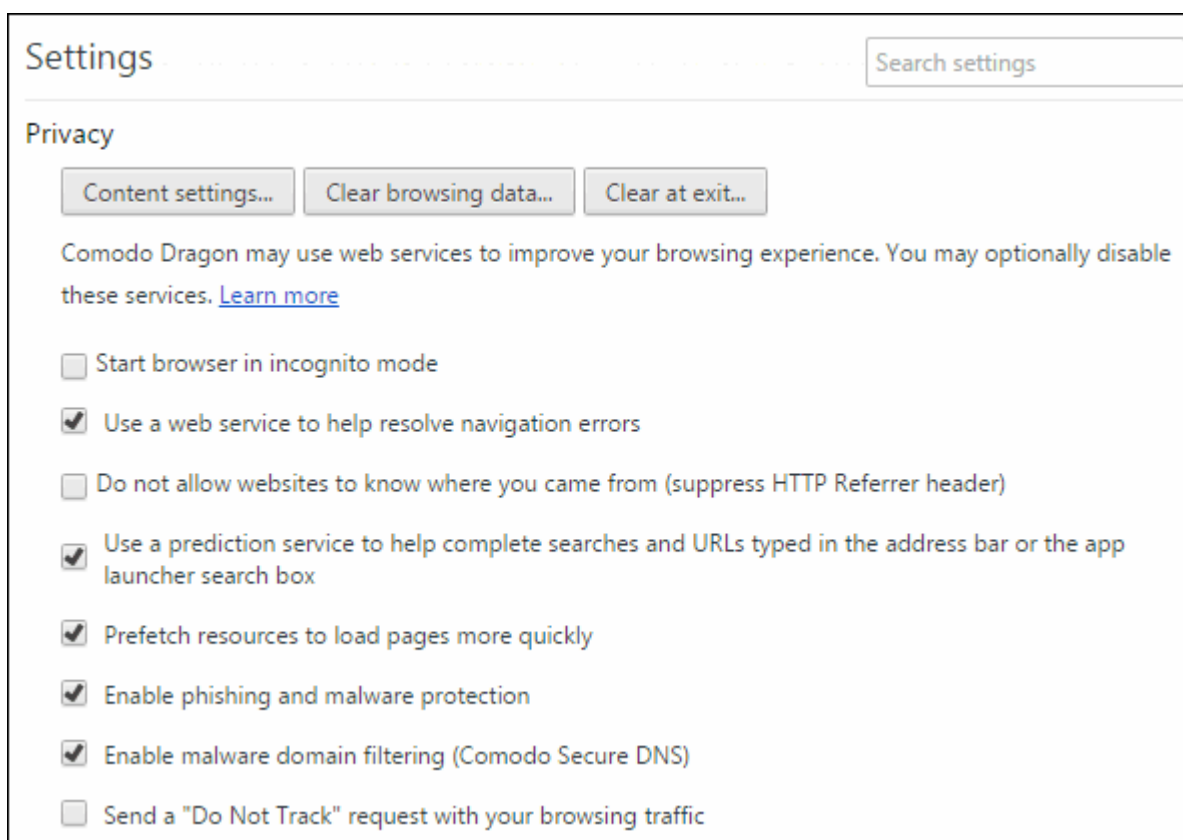 Settings
Search settings
Privacy
Content settings...
Clear browsing data...
Clear at exit...
Comodo Dragon may use web services to improve your browsing experience. You may optionally disable
these services. Learn more
Start browser in incognito mode
Use a web service to help resolve navigation errors
Do not allow websites to know where you came from (suppress HTTP Referrer header)
Use a prediction service to help complete searches and URLs typed in the address bar or the app
launcher search box
Prefetch resources to load pages more quickly
Enable phishing and malware protection
Enable malware domain filtering (Comodo Secure DNS)
Send a "Do Not Track" request with your browsing traffic